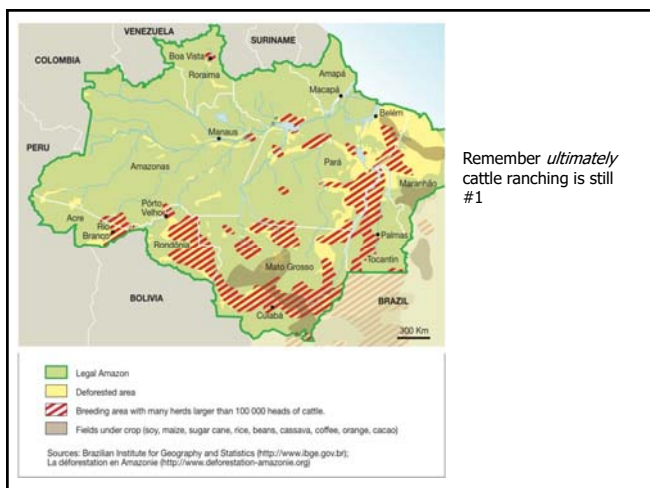 VENEZUELA
SURINAME
COLOMBIA
Boa Vista
Roraima
Amapá
Macapá
Belém
Manaus
PERU
Amazonas
Pará
Maranhão
Acre
Rio
Branco
Pôrto
Velho
Rondônia
Palmas
Tocantin
Mato Grosso
BOLIVIA
Cuiabá
BRAZIL
300 Km
Remember ultimately
cattle ranching is still
#1
Legal Amazon
Deforested area
Breeding area with many herds larger than 100 000 heads of cattle.
Fields under crop (soy, maize, sugar cane, rice, beans, cassava, coffee, orange, cacao)
Sources: Brazilian Institute for Geography and Statistics (http://www.ibge.gov.br);
La déforestation en Amazonie (http://www.deforestation-amazonie.org)